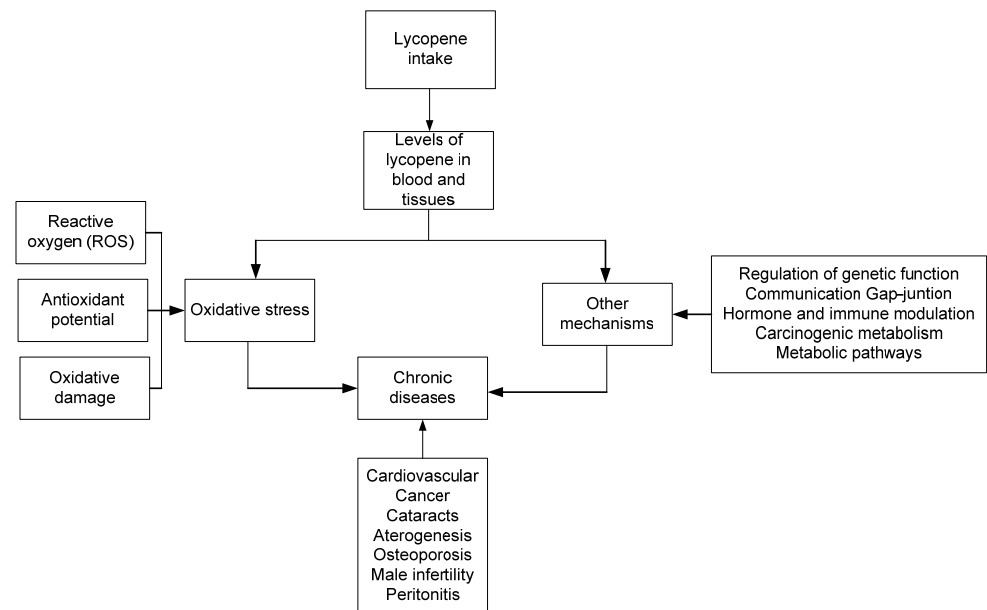 Lycopene
intake
Levels of
lycopene in
blood and
tissues
Reactive
oxygen (ROS)
Antioxidant
potential
Oxidative
damage
Oxidative stress
Other
mechanisms
Regulation of genetic function
Communication Gap-juntion
Hormone and immune modulation
Carcinogenic metabolism
Metabolic pathways
Chronic
diseases
Cardiovascular
Cancer
Cataracts
Aterogenesis
Osteoporosis
Male infertility
Peritonitis